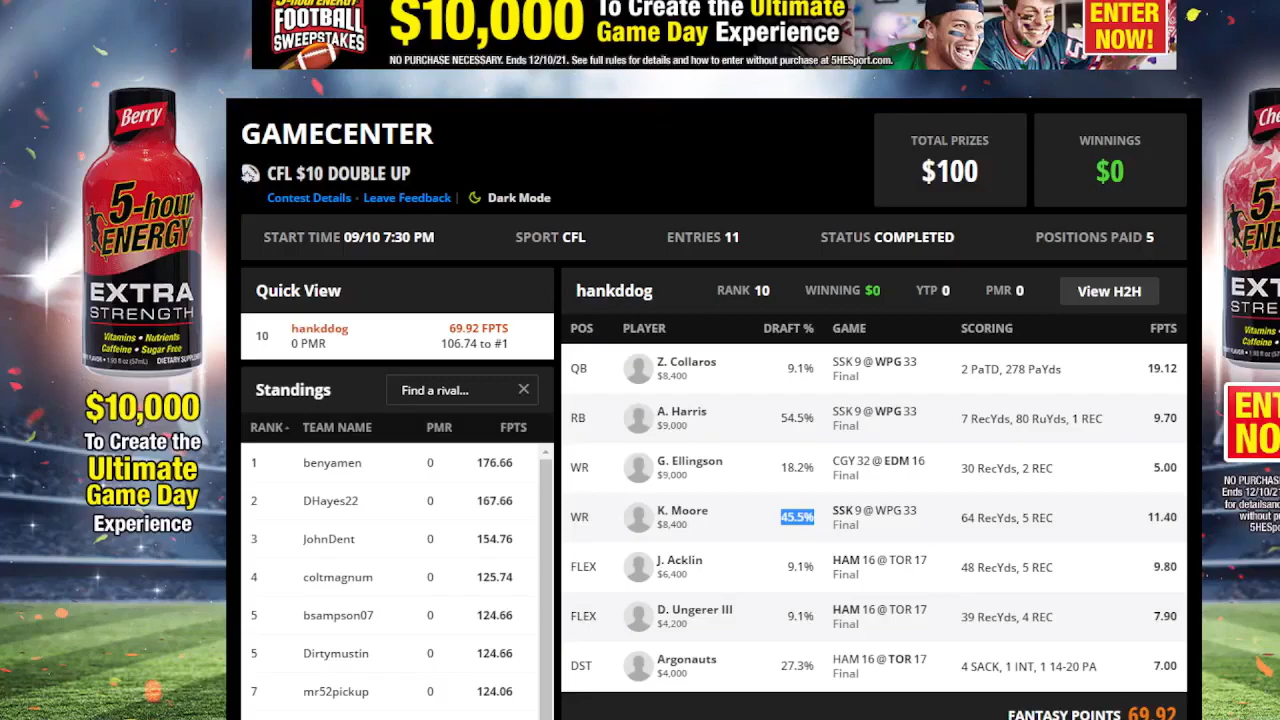 5-HOUR ENERGY
FOOTBALL
SWEEPSTAKES
$10,000
To Create the Ultimate
Game Day Experience
ENTER
NOW!
NO PURCHASE NECESSARY. Ends 12/10/21. See full rules for details and how to enter without purchase at 5HESport.com.
Berry
5-hour
ENERGY
EXTRA
STRENGTH
Vitamins • Nutrients
Caffeine • Sugar Free
$10,000
To Create the
Ultimate
Game Day
Experience
GAMECENTER
CFL $10 DOUBLE UP
Contest Details - Leave Feedback | Dark Mode
TOTAL PRIZES
$100
WINNINGS
$0
START TIME 09/10 7:30 PM SPORT CFL ENTRIES 11 STATUS COMPLETED POSITIONS PAID 5
Quick View
10 hankddog 69.92 FPTS
0 PMR 106.74 to #1
Standings Find a rival...
RANK TEAM NAME PMR FPTS
1 benyamen 0 176.66
2 DHayes22 0 167.66
3 JohnDent 0 154.76
4 coltmagnum 0 125.74
5 bsampson07 0 124.66
5 Dirtymustin 0 124.66
7 mr52pickup 0 124.06
hankddog RANK 10 WINNING $0 YTP 0 PMR 0 View H2H
POS PLAYER DRAFT % GAME SCORING FPTS
QB Z. Collaros 9.1% SSK 9 @ WPG 33 2 PaTD, 278 PaYds 19.12
$8,400 Final
RB A. Harris 54.5% SSK 9 @ WPG 33 7 RecYds, 80 RuYds, 1 REC 9.70
$9,000 Final
WR G. Ellingson 18.2% CGY 32 @ EDM 16 30 RecYds, 2 REC 5.00
$9,000 Final
WR K. Moore 45.5% SSK 9 @ WPG 33 64 RecYds, 5 REC 11.40
$8,400 Final
FLEX J. Acklin 9.1% HAM 16 @ TOR 17 48 RecYds, 5 REC 9.80
$6,400 Final
FLEX D. Ungerer III 9.1% HAM 16 @ TOR 17 39 RecYds, 4 REC 7.90
$4,200 Final
DST Argonauts 27.3% HAM 16 @ TOR 17 4 SACK, 1 INT, 1 14-20 PA 7.00
$4,000 Final
FANTASY POINTS 69.92